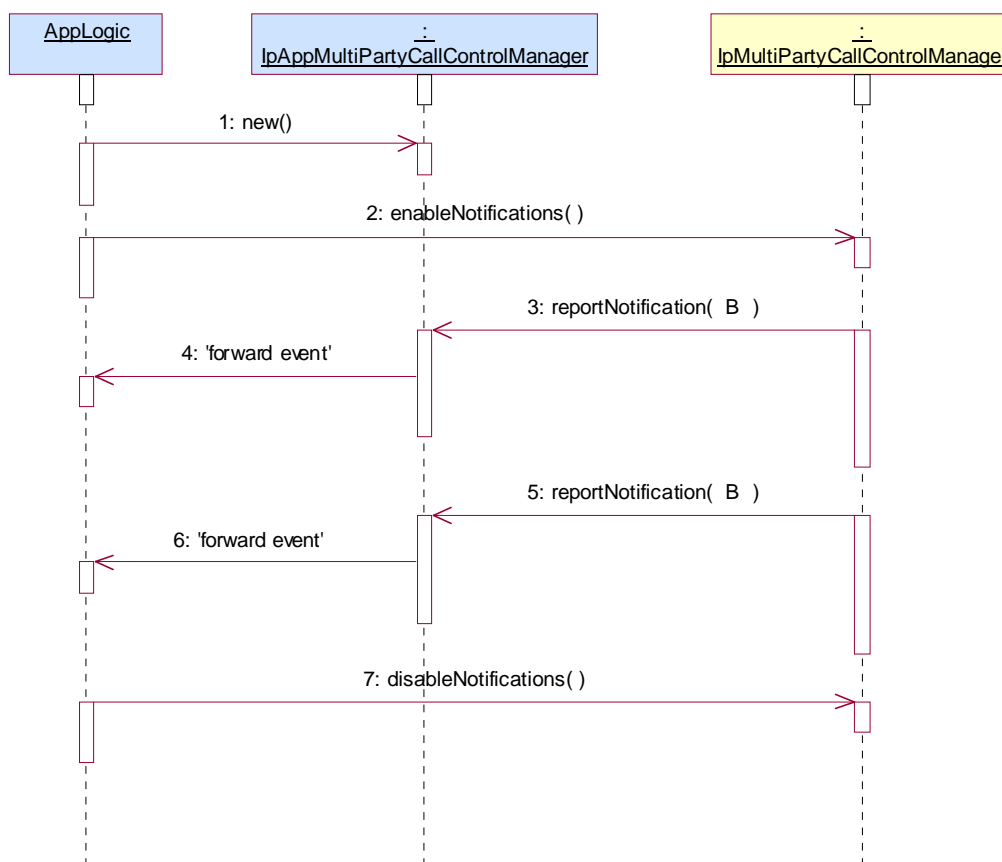 AppLogic
:
IpAppMultiPartyCallControlManager
:
IpMultiPartyCallControlManage
1: new()
2: enableNotifications( )
3: reportNotification( B )
4: 'forward event'
5: reportNotification( B )
6: 'forward event'
7: disableNotifications( )